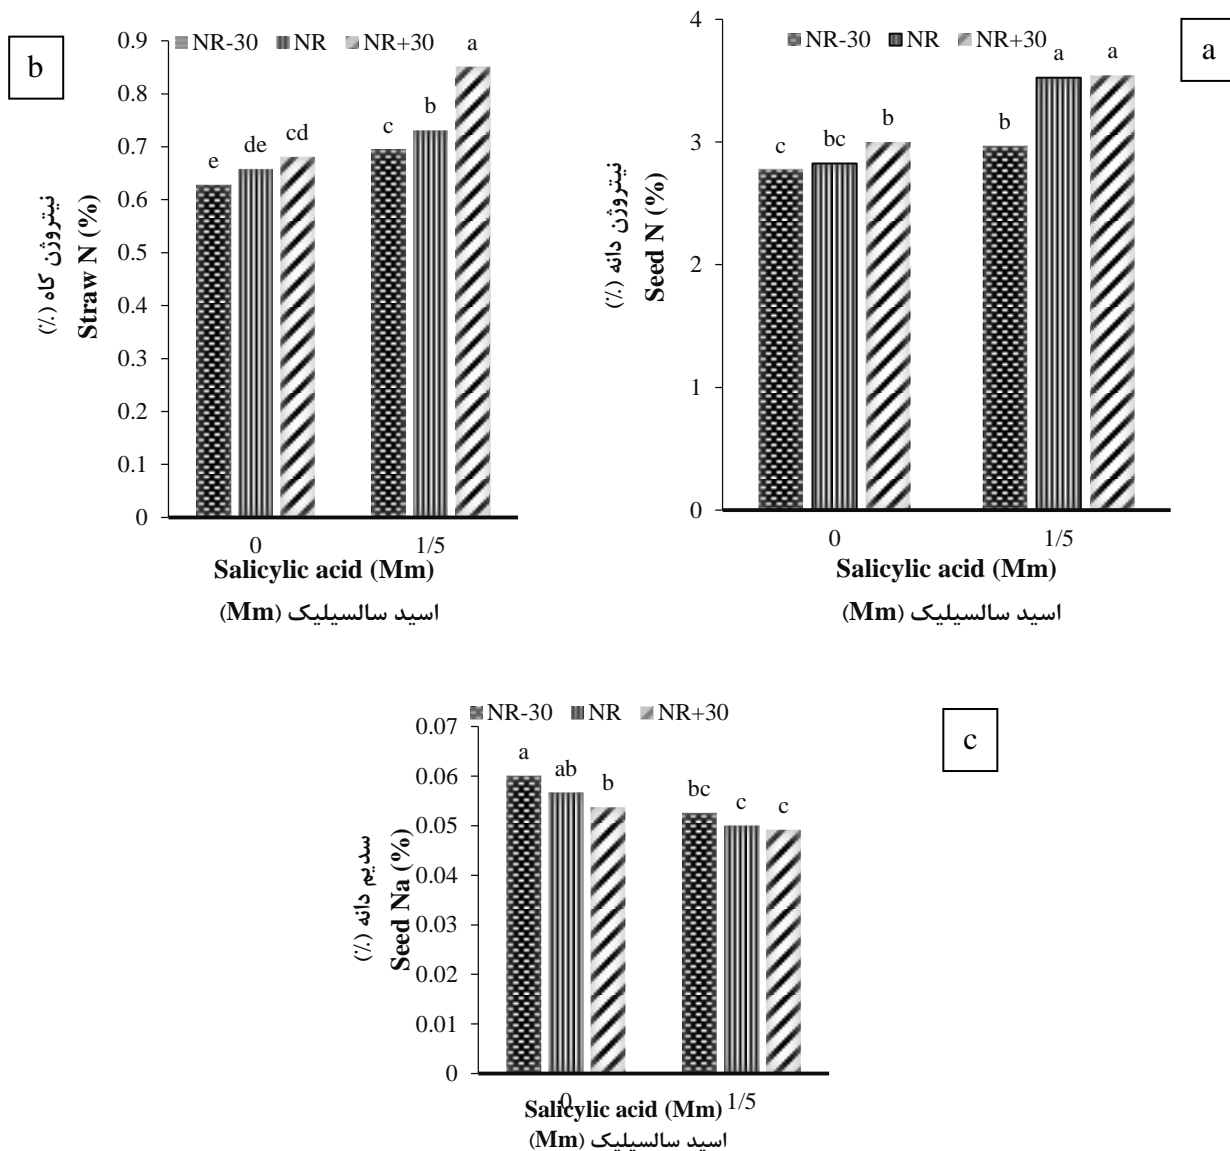 b
NR-30 NR NR+30
0.9
0.8
0.7
0.6
0.5
0.4
0.3
0.2
0.1
0
e de cd c b a
نیتروژن کاه (٪)
Straw N (%)
0 1/5
Salicylic acid (Mm)
اسید سالسیلیک (Mm)
a
NR-30 NR NR+30
4
3
2
1
0
c bc b b a a
نیتروژن دانه (٪)
Seed N (%)
0 1/5
Salicylic acid (Mm)
اسید سالسیلیک (Mm)
c
NR-30 NR NR+30
0.07
0.06
0.05
0.04
0.03
0.02
0.01
0
a ab b bc c c
سدیم دانه (٪)
Seed Na (%)
0 1/5
Salicylic acid (Mm)
اسید سالسیلیک (Mm)